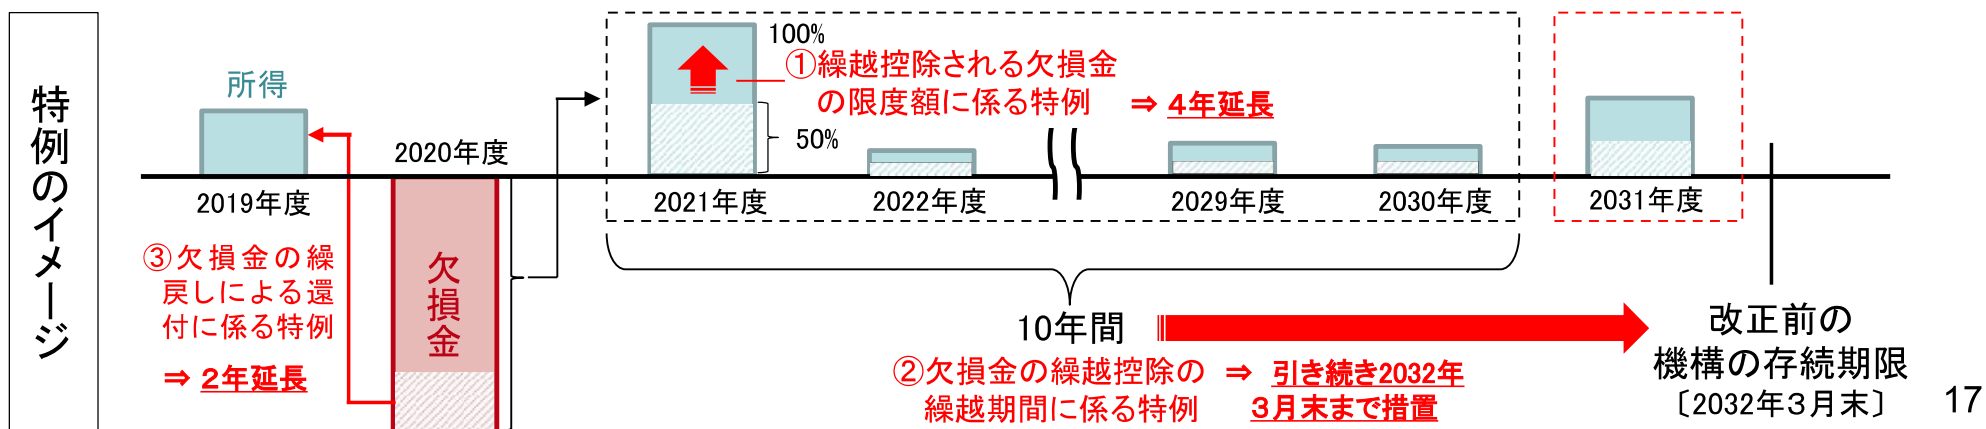 特例のイメージ
所得
2019年度
2020年度
欠損金
③欠損金の繰
戻しによる還
付に係る特例
⇒ 2年延長
100%
50%
①繰越控除される欠損金
の限度額に係る特例 ⇒ 4年延長
2021年度
2022年度
2029年度
2030年度
2031年度
10年間
②欠損金の繰越控除の ⇒ 引き続き2032年
繰越期間に係る特例 3月末まで措置
改正前の
機構の存続期限
〔2032年3月末〕
17